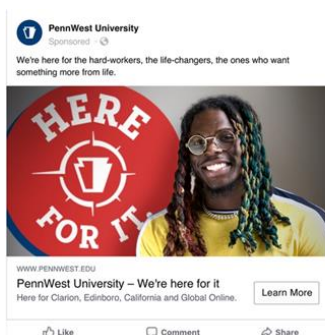 PennWest University
Sponsored ·
We're here for the hard-workers, the life-changers, the ones who want
something more from life.
HERE
FOR IT.
WWW.PENNWEST.EDU
PennWest University – We're here for it
Here for Clarion, Edinboro, California and Global Online.
Learn More
Like Comment Share